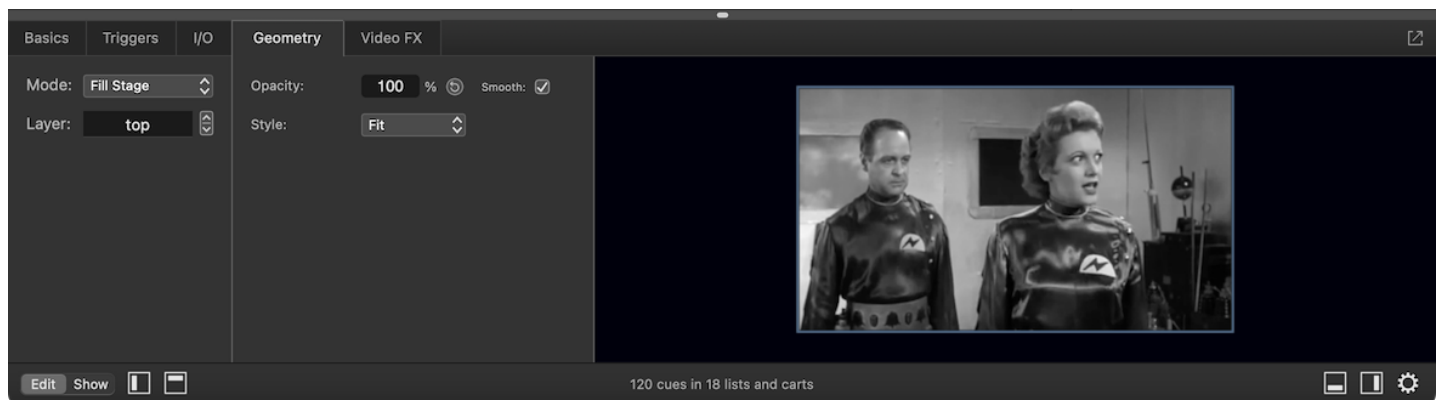 Basics Triggers I/O Geometry Video FX
Mode: Fill Stage Opacity: 100 % Smooth:
Layer: top Style: Fit
Edit Show 120 cues in 18 lists and carts